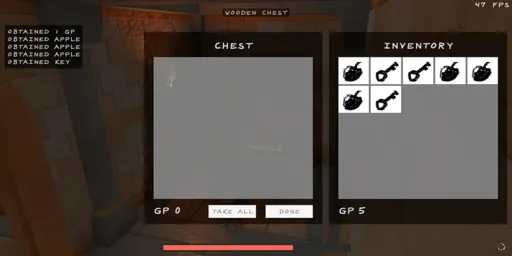 WOODEN CHEST
47 FPS
OBTAINED 1 GP
OBTAINED APPLE
OBTAINED APPLE
OBTAINED APPLE
OBTAINED KEY
CHEST
INVENTORY
GP 0
TAKE ALL
DONE
GP 5